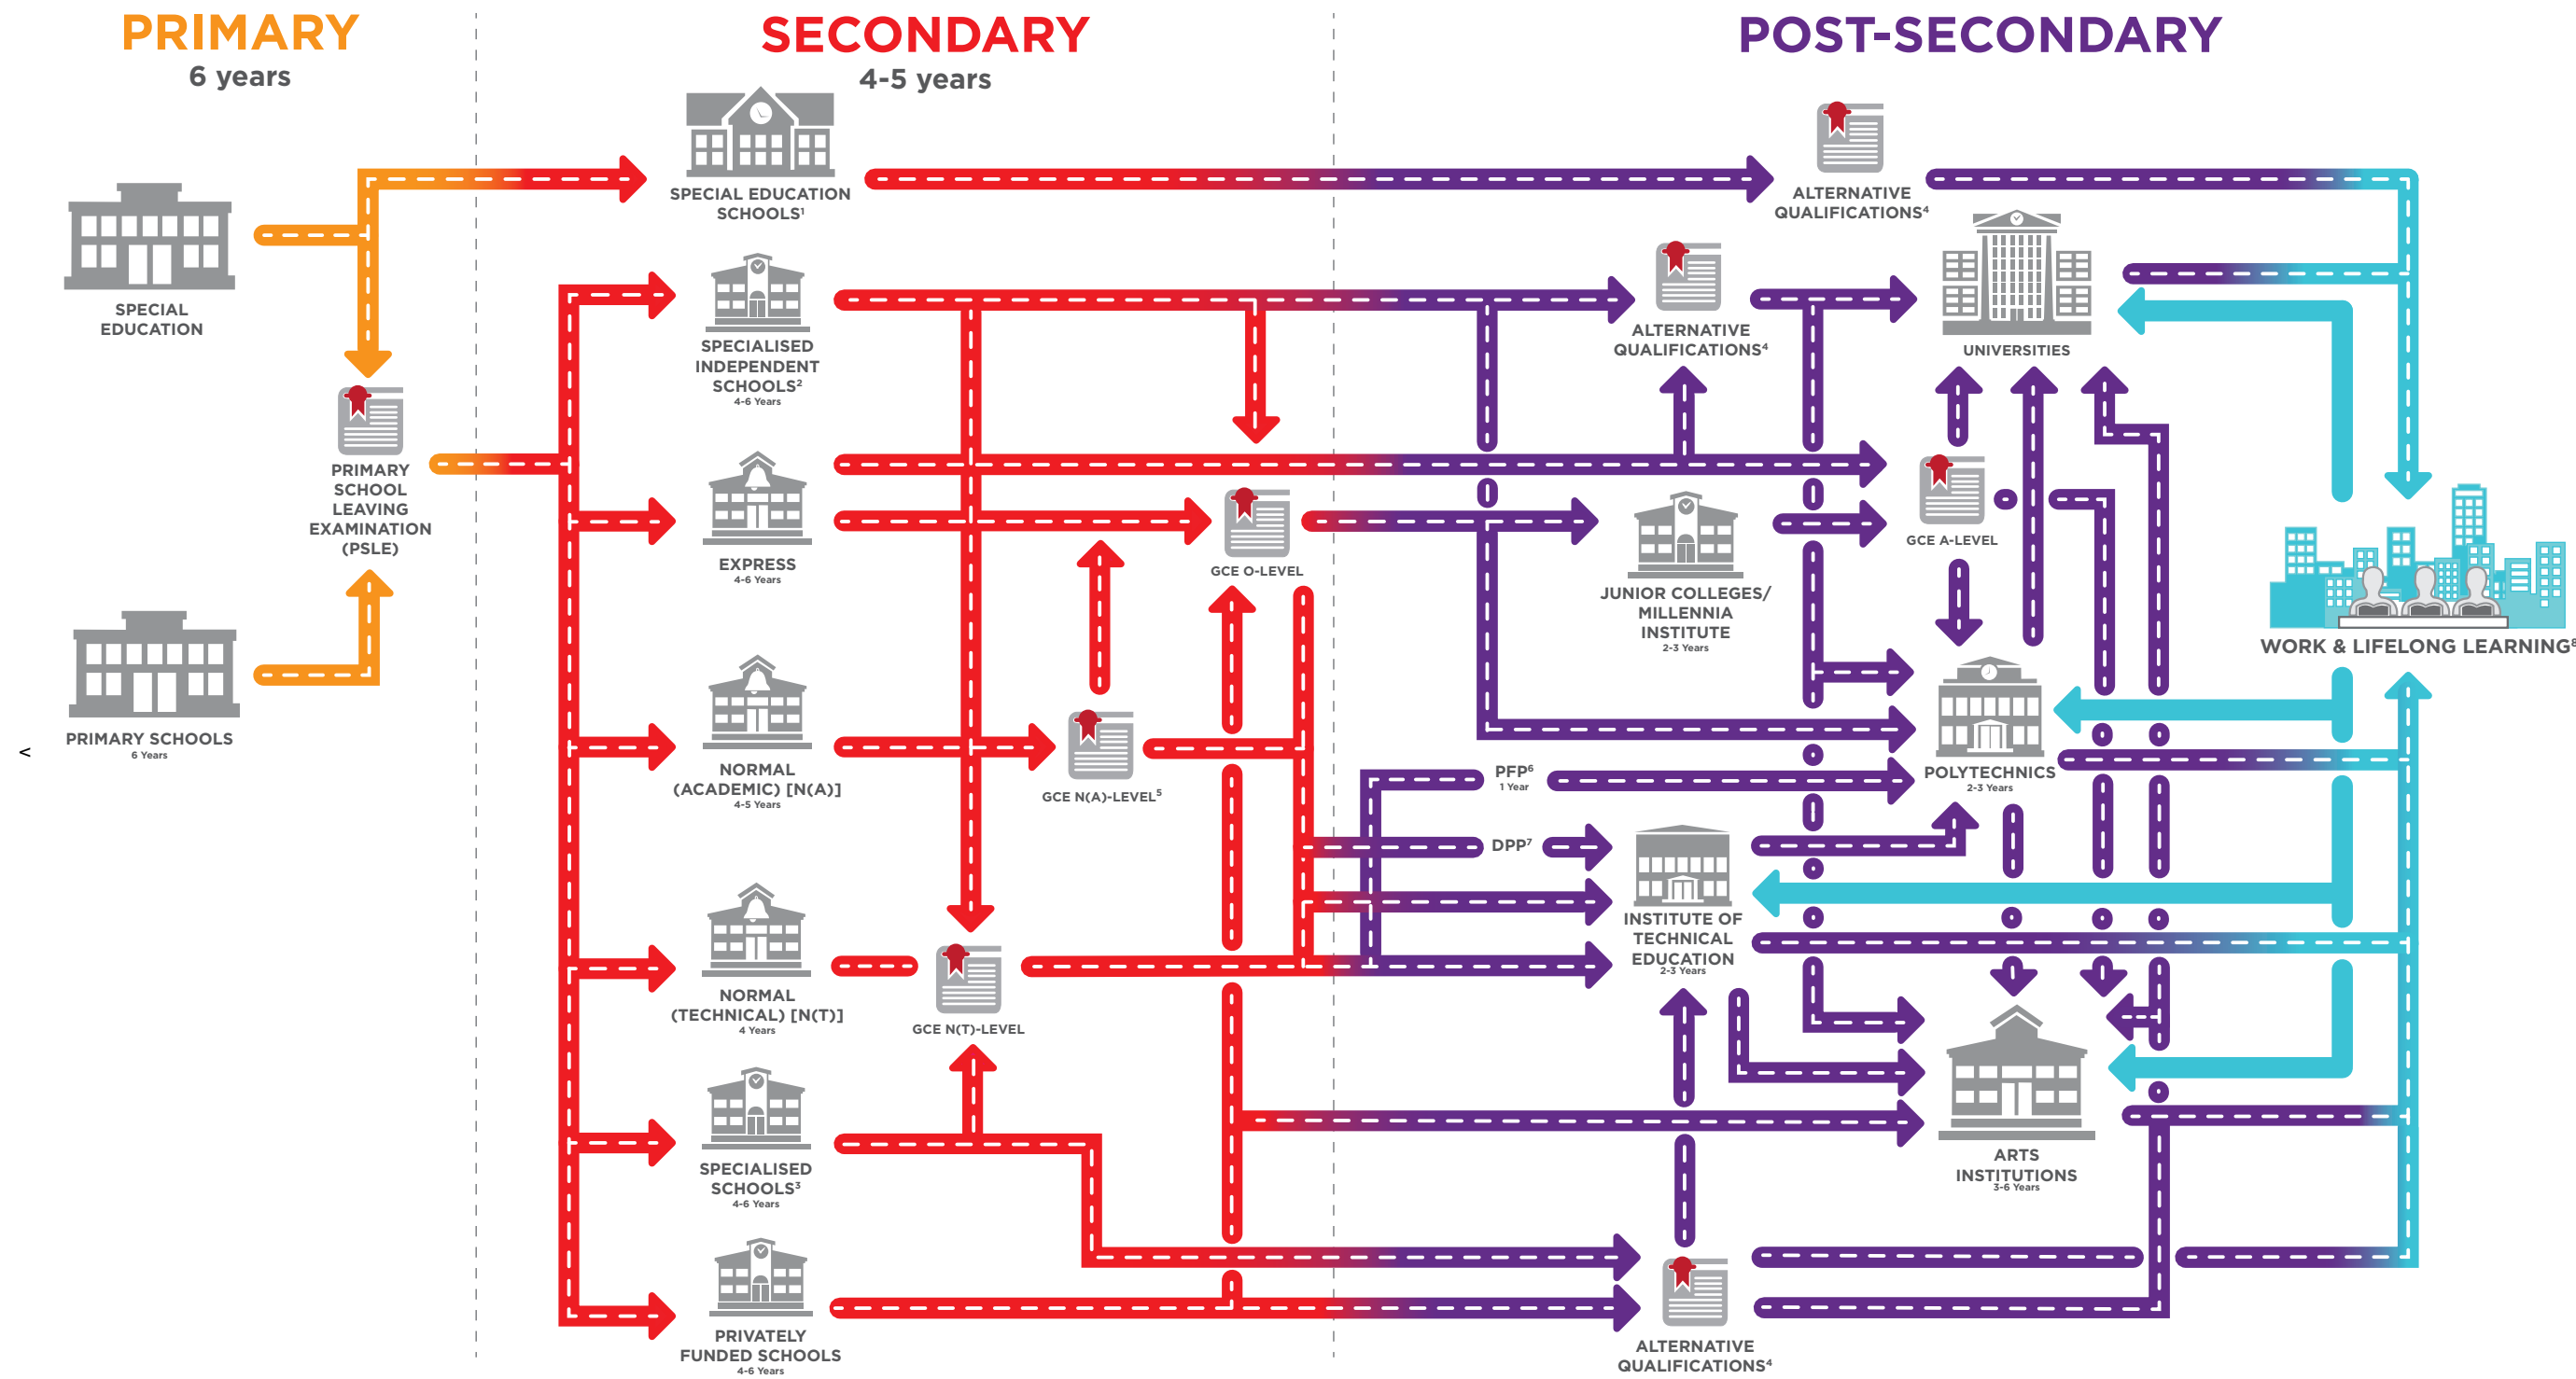 PRIMARY
6 years
SECONDARY
4-5 years
POST-SECONDARY
SPECIAL
EDUCATION
PRIMARY
SCHOOL
LEAVING
EXAMINATION
(PSLE)
PRIMARY SCHOOLS
6 Years
<
SPECIAL EDUCATION
SCHOOLS¹
SPECIALISED
INDEPENDENT
SCHOOLS²
4-6 Years
EXPRESS
4-6 Years
NORMAL
(ACADEMIC) [N(A)]
4-5 Years
NORMAL
(TECHNICAL) [N(T)]
4 Years
SPECIALISED
SCHOOLS³
4-6 Years
PRIVATELY
FUNDED SCHOOLS
4-6 Years
GCE O-LEVEL
GCE N(A)-LEVEL⁵
GCE N(T)-LEVEL
ALTERNATIVE
QUALIFICATIONS⁴
ALTERNATIVE
QUALIFICATIONS⁴
UNIVERSITIES
GCE A-LEVEL
JUNIOR COLLEGES/
MILLENNIA
INSTITUTE
2-3 Years
PFP⁶
1 Year
DPP⁷
POLYTECHNICS
2-3 Years
INSTITUTE OF
TECHNICAL
EDUCATION
2-3 Years
ARTS
INSTITUTIONS
3-6 Years
ALTERNATIVE
QUALIFICATIONS⁴
WORK & LIFELONG LEARNING⁸